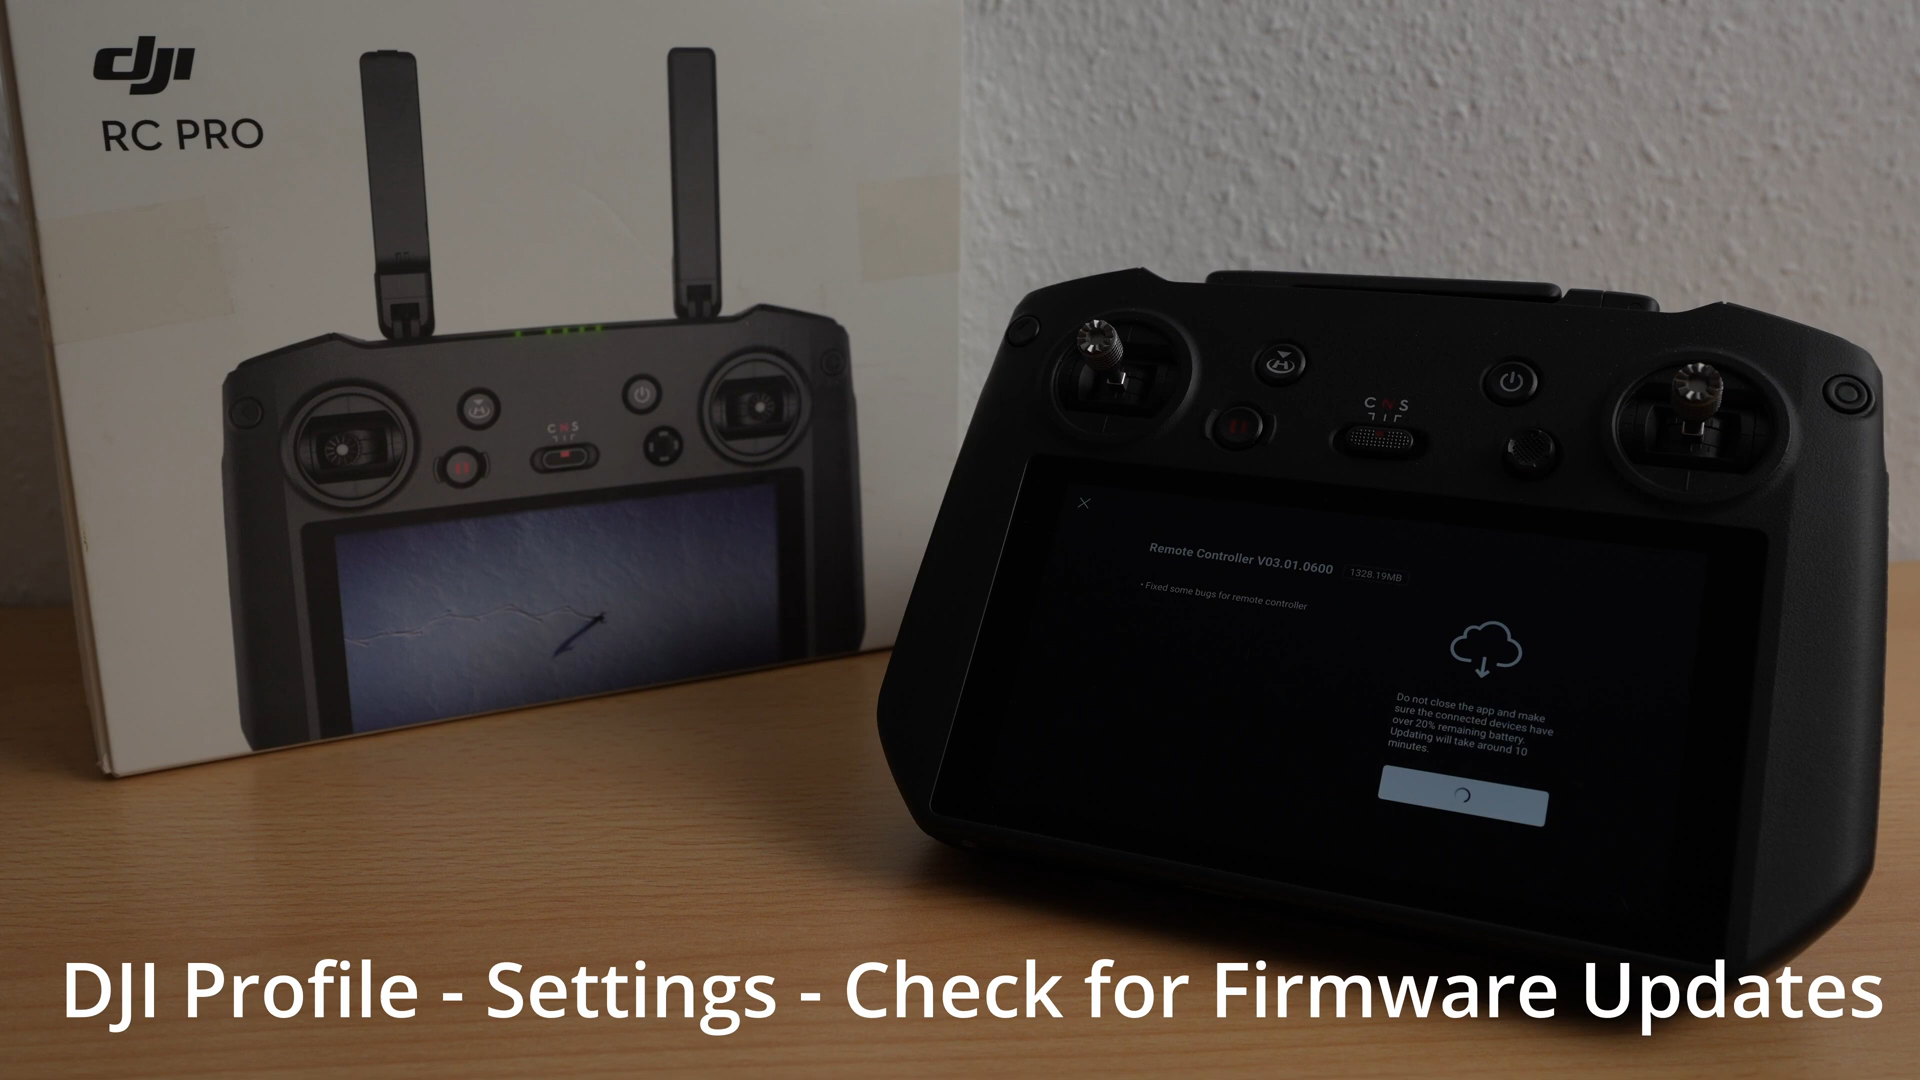 dji
RC PRO
C N S
C N S
Remote Controller V03.01.0600 1328.19MB
• Fixed some bugs for remote controller
Do not close the app and make
sure the connected devices have
over 20% remaining battery.
Updating will take around 10
minutes.
DJI Profile - Settings - Check for Firmware Updates